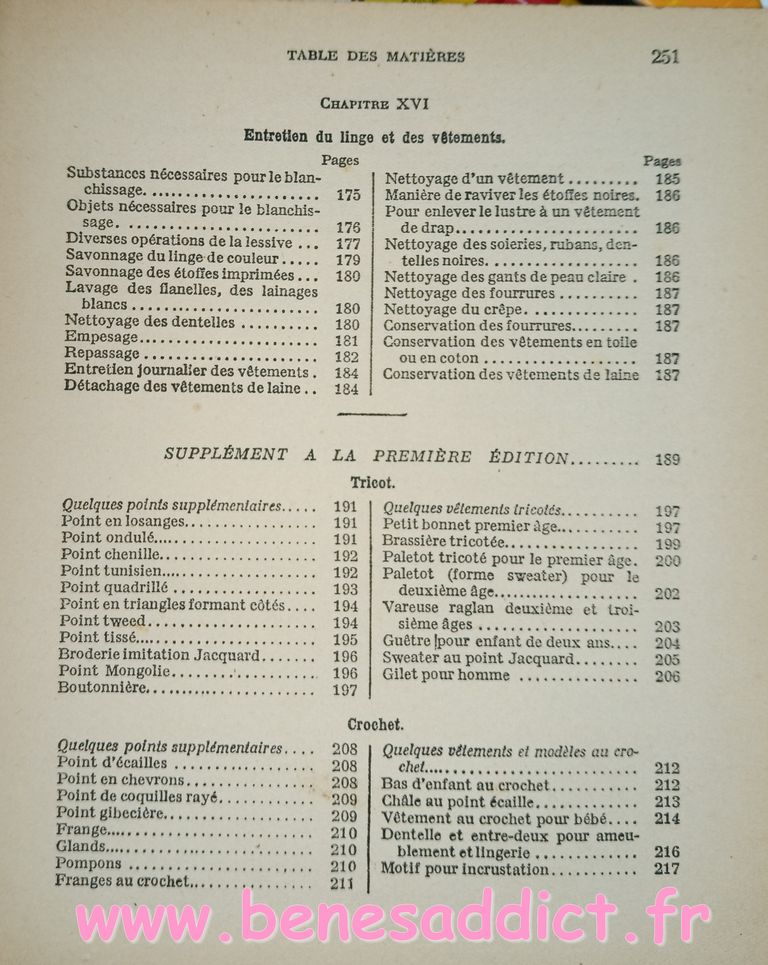 TABLE DES MATIÈRES 251
CHAPITRE XVI
Entretien du linge et des vêtements.
Pages
Substances nécessaires pour le blan-
chissage. ...................... 175
Objets nécessaires pour le blanchis-
sage. ......................... 176
Diverses opérations de la lessive ... 177
Savonnage du linge de couleur ..... 179
Savonnage des étoffes imprimées ... 180
Lavage des flanelles, des lainages
blancs ........................ 180
Nettoyage des dentelles .......... 180
Empesage....................... 181
Repassage ...................... 182
Entretien journalier des vêtements . 184
Détachage des vêtements de laine .. 184
Pages
Nettoyage d'un vêtement ......... 185
Manière de raviver les étoffes noires. 186
Pour enlever le lustre à un vêtement
de drap....................... 186
Nettoyage des soieries, rubans, den-
telles noires. ................... 186
Nettoyage des gants de peau claire . 186
Nettoyage des fourrures .......... 187
Nettoyage du crêpe. ............. 187
Conservation des fourrures......... 187
Conservation des vêtements en toile
ou en coton ................... 187
Conservation des vêtements de laine 187
SUPPLÉMENT A LA PREMIÈRE ÉDITION......... 189
Tricot.
Quelques points supplémentaires..... 191
Point en losanges................. 191
Point ondulé..................... 191
Point chenille.................... 192
Point tunisien.................... 192
Point quadrillé .................. 193
Point en triangles formant côtés.... 194
Point tweed...................... 194
Point tissé....................... 195
Broderie imitation Jacquard....... 196
Point Mongolie................... 196
Boutonnière...................... 197
Quelques vêtements tricotés.......... 197
Petit bonnet premier âge........... 197
Brassière tricotée................. 199
Paletot tricoté pour le premier âge. 200
Paletot (forme sweater) pour le
deuxième âge................... 202
Vareuse raglan deuxième et troi-
sième âges ..................... 203
Guêtre pour enfant de deux ans.... 204
Sweater au point Jacquard........ 205
Gilet pour homme ............... 206
Crochet.
Quelques points supplémentaires.... 208
Point d'écailles .................. 208
Point en chevrons................. 208
Point de coquilles rayé............ 209
Point gibecière................... 209
Frange.......................... 210
Glands.......................... 210
Pompons ....................... 210
Franges au crochet................ 211
Quelques vêtements et modèles au cro-
chet........................... 212
Bas d'enfant au crochet............ 212
Châle au point écaille............. 213
Vêtement au crochet pour bébé.... 214
Dentelle et entre-deux pour ameu-
blement et lingerie ............. 216
Motif pour incrustation........... 217
www.benesaddict.fr